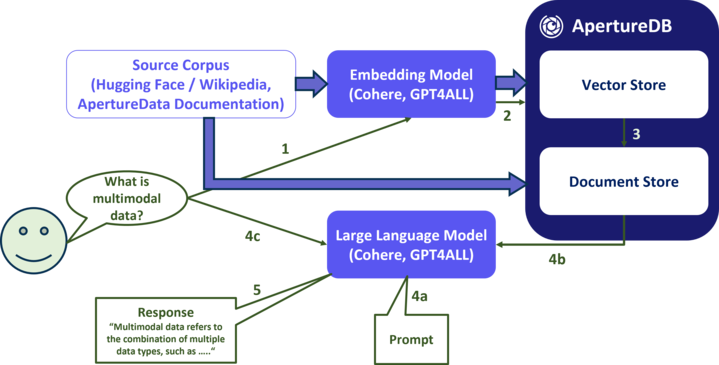 ApertureDB
Source Corpus
(Hugging Face / Wikipedia,
ApertureData Documentation)
Embedding Model
(Cohere, GPT4ALL)
Vector Store
2
3
1
What is
multimodal
data?
Document Store
4c
Large Language Model
(Cohere, GPT4ALL)
4b
5
4a
Response
“Multimodal data refers to
the combination of multiple
data types, such as …..“
Prompt